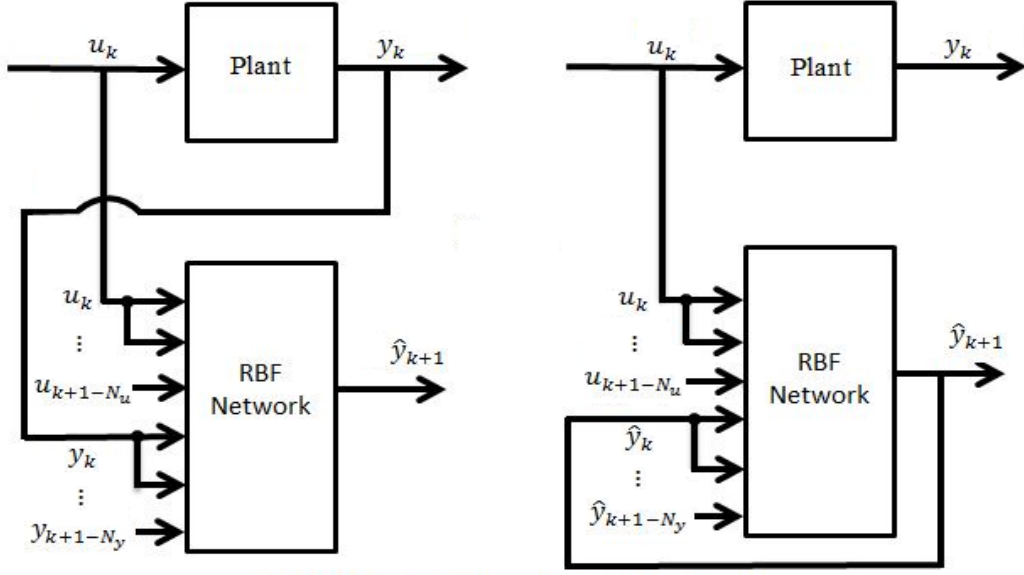 u_k
Plant
y_k
u_k
⋮
u_{k+1−N_u}
y_k
⋮
y_{k+1−N_y}
RBF
Network
ŷ_{k+1}
u_k
Plant
y_k
u_k
⋮
u_{k+1−N_u}
ŷ_k
⋮
ŷ_{k+1−N_y}
RBF
Network
ŷ_{k+1}